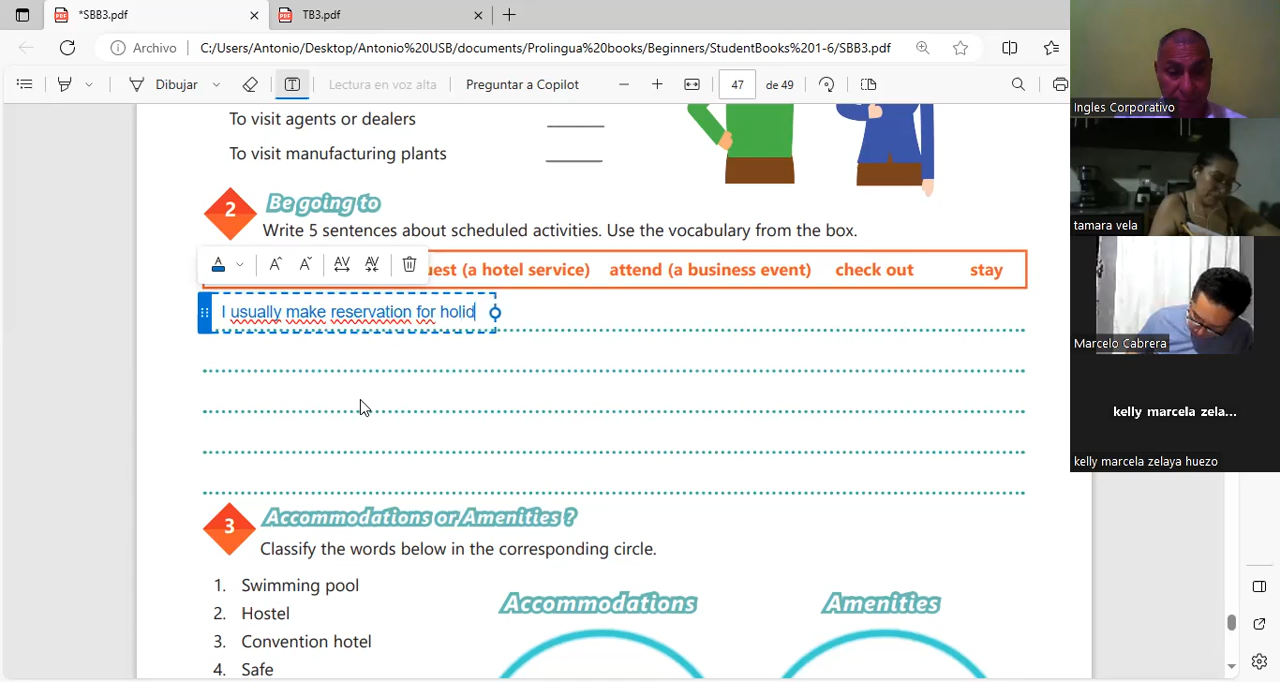 *SBB3.pdf
TB3.pdf
Archivo
C:/Users/Antonio/Desktop/Antonio%20USB/documents/Prolingua%20books/Beginners/StudentBooks%201-6/SBB3.pdf
Dibujar
Lectura en voz alta
Preguntar a Copilot
47
de 49
To visit agents or dealers
To visit manufacturing plants
2
Be going to
Write 5 sentences about scheduled activities. Use the vocabulary from the box.
(a hotel service) attend (a business event) check out stay
I usually make reservation for holid
3
Accommodations or Amenities ?
Classify the words below in the corresponding circle.
1. Swimming pool
2. Hostel
3. Convention hotel
4. Safe
Accommodations
Amenities
Ingles Corporativo
tamara vela
Marcelo Cabrera
kelly marcela zela...
kelly marcela zelaya huezo